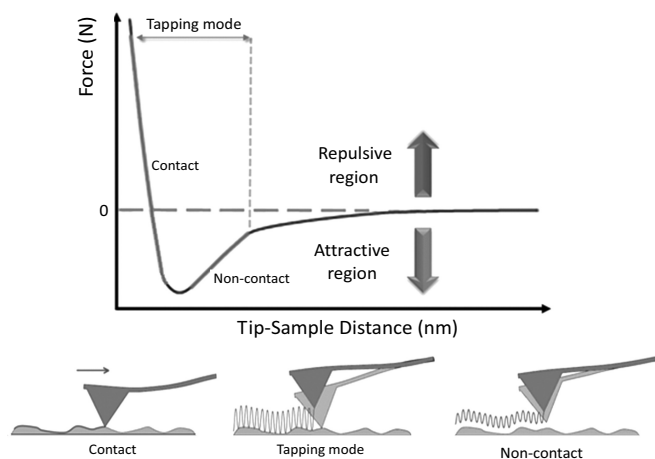 Tapping mode
Force (N)
Contact
Repulsive
region
0
Attractive
region
Non-contact
Tip-Sample Distance (nm)
Contact
Tapping mode
Non-contact